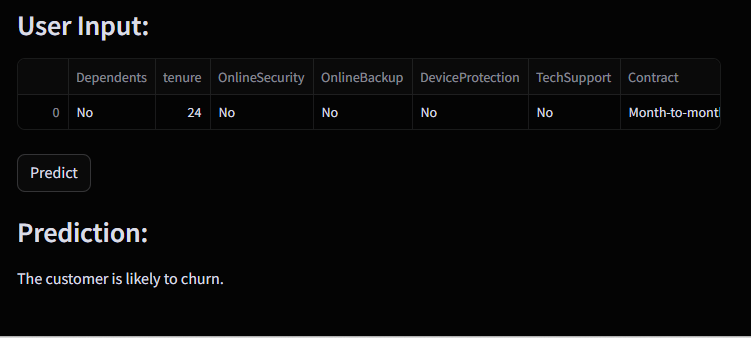 User Input:
Dependents tenure OnlineSecurity OnlineBackup DeviceProtection TechSupport Contract
0 No 24 No No No No Month-to-mont
Predict
Prediction:
The customer is likely to churn.